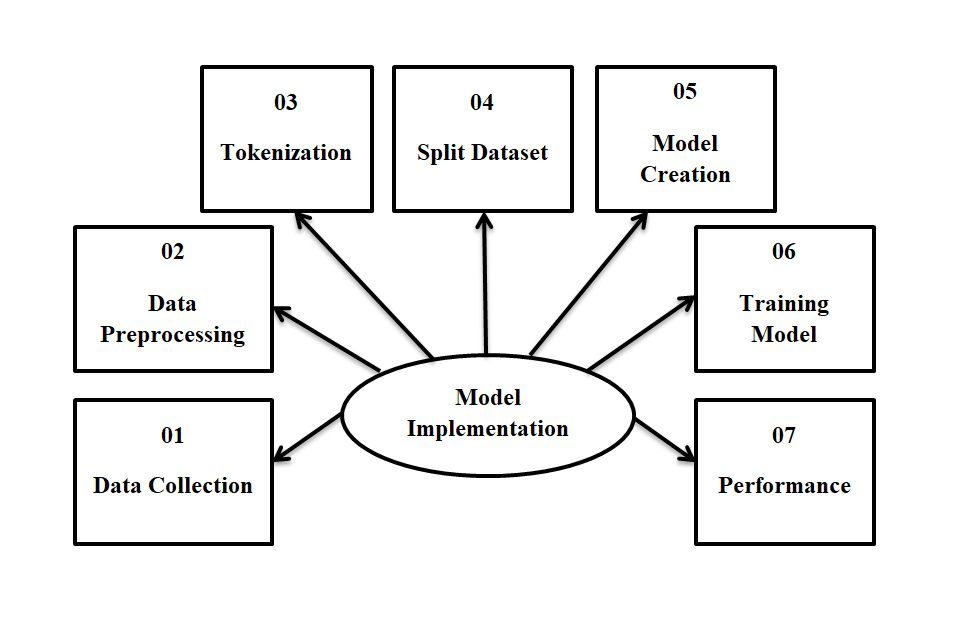 03
Tokenization
04
Split Dataset
05
Model
Creation
02
Data
Preprocessing
06
Training
Model
Model
Implementation
01
Data Collection
07
Performance